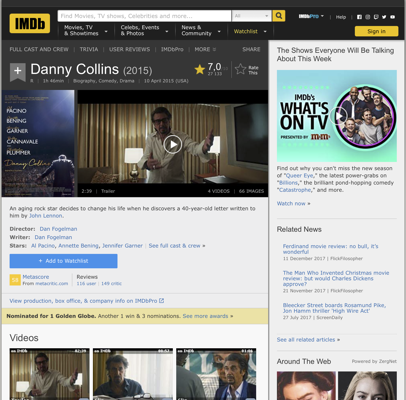 IMDb
Find Movies, TV shows, Celebrities and more...
All
IMDbPro
Help
Movies, TV
& Showtimes
Celebs, Events
& Photos
News &
Community
Watchlist
Sign in
FULL CAST AND CREW | TRIVIA | USER REVIEWS | IMDbPro | MORE
SHARE
Danny Collins (2015)
1h 46min | Biography, Comedy, Drama | 10 April 2015 (USA)
7,0
Rate
This
PACINO
BENING
GARNER
CANNAVALE
PLUMMER
Danny Collins
2:39 | Trailer
4 VIDEOS | 66 IMAGES
An aging rock star decides to change his life when he discovers a 40-year-old letter written to
him by John Lennon.
Director: Dan Fogelman
Writer: Dan Fogelman
Stars: Al Pacino, Annette Bening, Jennifer Garner | See full cast & crew »
+ Add to Watchlist
Metascore
From metacritic.com
Reviews
116 user | 149 critic
View production, box office, & company info on IMDbPro
Nominated for 1 Golden Globe. Another 1 win & 3 nominations. See more awards »
Videos
The Shows Everyone Will Be Talking
About This Week
IMDb's
WHAT'S
ON TV
PRESENTED BY
Find out why you can't miss the new season
of "Queer Eye," the latest power-grabs on
"Billions," the brilliant pond-hopping comedy
"Catastrophe," and more.
Watch now »
Related News
Ferdinand movie review: no bull, it's
wonderful!
11 December 2017 | FlickFilosopher
The Man Who Invented Christmas movie
review: but would Charles Dickens
approve?
21 November 2017 | FlickFilosopher
Bleecker Street boards Rosamund Pike,
Jon Hamm thriller 'High Wire Act'
27 July 2017 | ScreenDaily
See all related articles »
Around The Web
Powered by ZergNet